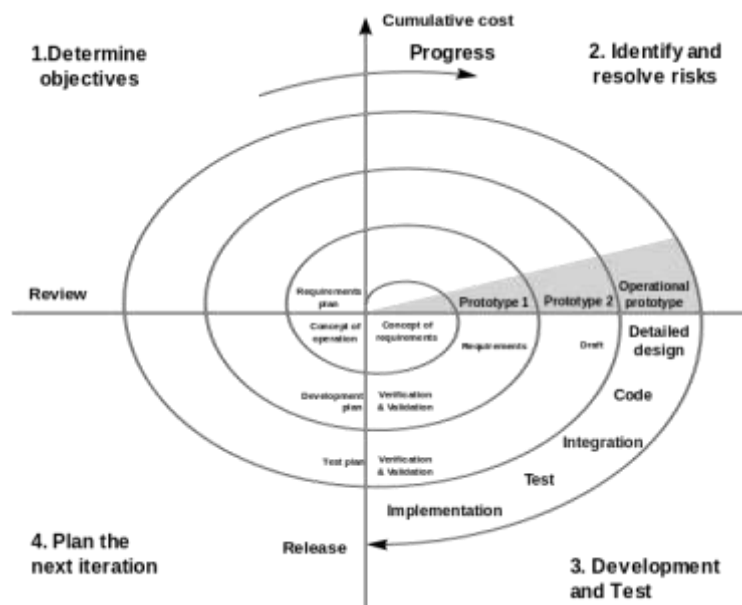 Cumulative cost
Progress
1.Determine
objectives
2. Identify and
resolve risks
Review
Requirements
plan
Prototype 1
Prototype 2
Operational
prototype
Concept of
operation
Concept of
requirements
Requirements
Draft
Detailed
design
Development
plan
Verification
& Validation
Code
Integration
Test plan
Verification
& Validation
Test
Implementation
Release
4. Plan the
next iteration
3. Development
and Test